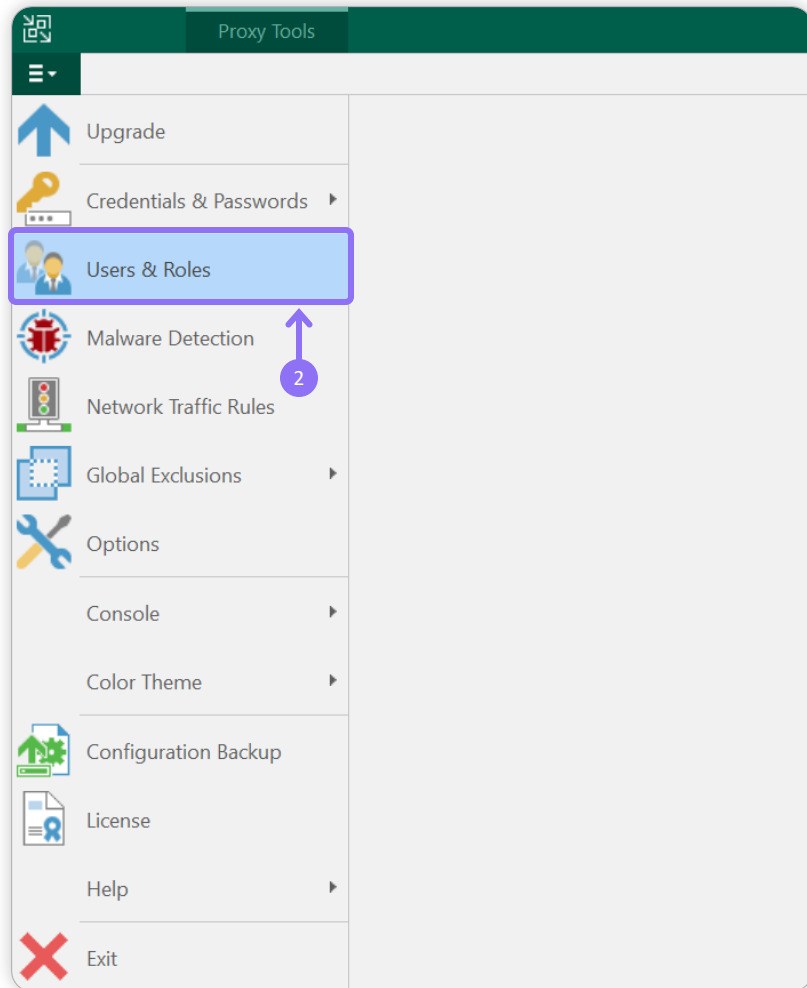 Proxy Tools
Upgrade
Credentials & Passwords
Users & Roles
Malware Detection
2
Network Traffic Rules
Global Exclusions
Options
Console
Color Theme
Configuration Backup
License
Help
Exit